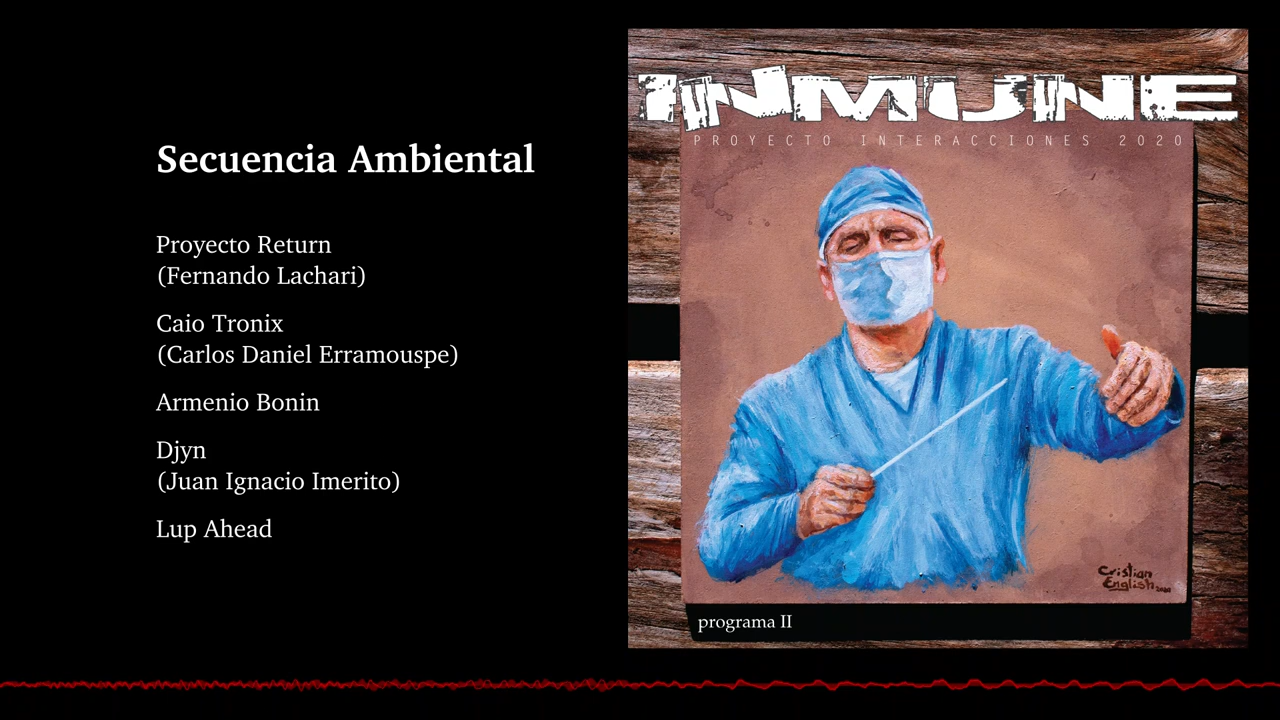 Secuencia Ambiental
Proyecto Return
(Fernando Lachari)
Caio Tronix
(Carlos Daniel Erramouspe)
Armenio Bonin
Djyn
(Juan Ignacio Imerito)
Lup Ahead
INMUNE
PROYECTO INTERACCIONES 2020
Cristian
English 2020
programa II